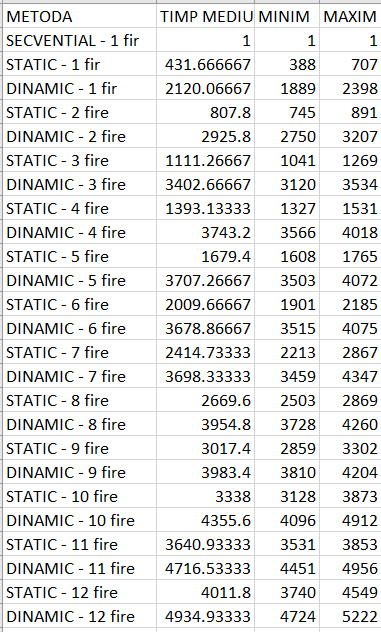 METODA TIMP MEDIU MINIM MAXIM
SECVENTIAL - 1 fir 1 1 1
STATIC - 1 fir 431.666667 388 707
DINAMIC - 1 fir 2120.06667 1889 2398
STATIC - 2 fire 807.8 745 891
DINAMIC - 2 fire 2925.8 2750 3207
STATIC - 3 fire 1111.26667 1041 1269
DINAMIC - 3 fire 3402.66667 3120 3534
STATIC - 4 fire 1393.13333 1327 1531
DINAMIC - 4 fire 3743.2 3566 4018
STATIC - 5 fire 1679.4 1608 1765
DINAMIC - 5 fire 3707.26667 3503 4072
STATIC - 6 fire 2009.66667 1901 2185
DINAMIC - 6 fire 3678.86667 3515 4075
STATIC - 7 fire 2414.73333 2213 2867
DINAMIC - 7 fire 3698.33333 3459 4347
STATIC - 8 fire 2669.6 2503 2869
DINAMIC - 8 fire 3954.8 3728 4260
STATIC - 9 fire 3017.4 2859 3302
DINAMIC - 9 fire 3983.4 3810 4204
STATIC - 10 fire 3338 3128 3873
DINAMIC - 10 fire 4355.6 4096 4912
STATIC - 11 fire 3640.93333 3531 3853
DINAMIC - 11 fire 4716.53333 4451 4956
STATIC - 12 fire 4011.8 3740 4549
DINAMIC - 12 fire 4934.93333 4724 5222